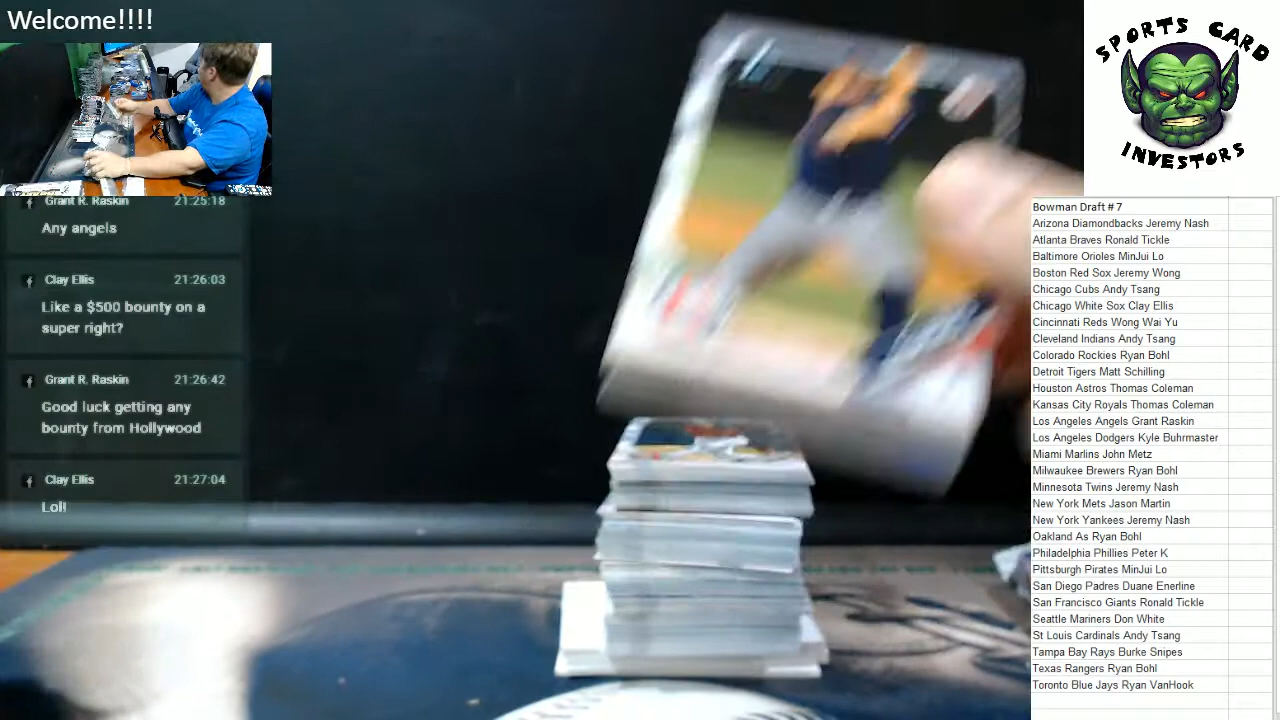 Welcome!!!!
Grant R. Raskin 21:25:18
Any angels
Clay Ellis 21:26:03
Like a $500 bounty on a
super right?
Grant R. Raskin 21:26:42
Good luck getting any
bounty from Hollywood
Clay Ellis 21:27:04
Lol!
SPORTS CARD
INVESTORS
Bowman Draft # 7
Arizona Diamondbacks Jeremy Nash
Atlanta Braves Ronald Tickle
Baltimore Orioles MinJui Lo
Boston Red Sox Jeremy Wong
Chicago Cubs Andy Tsang
Chicago White Sox Clay Ellis
Cincinnati Reds Wong Wai Yu
Cleveland Indians Andy Tsang
Colorado Rockies Ryan Bohl
Detroit Tigers Matt Schilling
Houston Astros Thomas Coleman
Kansas City Royals Thomas Coleman
Los Angeles Angels Grant Raskin
Los Angeles Dodgers Kyle Buhrmaster
Miami Marlins John Metz
Milwaukee Brewers Ryan Bohl
Minnesota Twins Jeremy Nash
New York Mets Jason Martin
New York Yankees Jeremy Nash
Oakland As Ryan Bohl
Philadelphia Phillies Peter K
Pittsburgh Pirates MinJui Lo
San Diego Padres Duane Enerline
San Francisco Giants Ronald Tickle
Seattle Mariners Don White
St Louis Cardinals Andy Tsang
Tampa Bay Rays Burke Snipes
Texas Rangers Ryan Bohl
Toronto Blue Jays Ryan VanHook